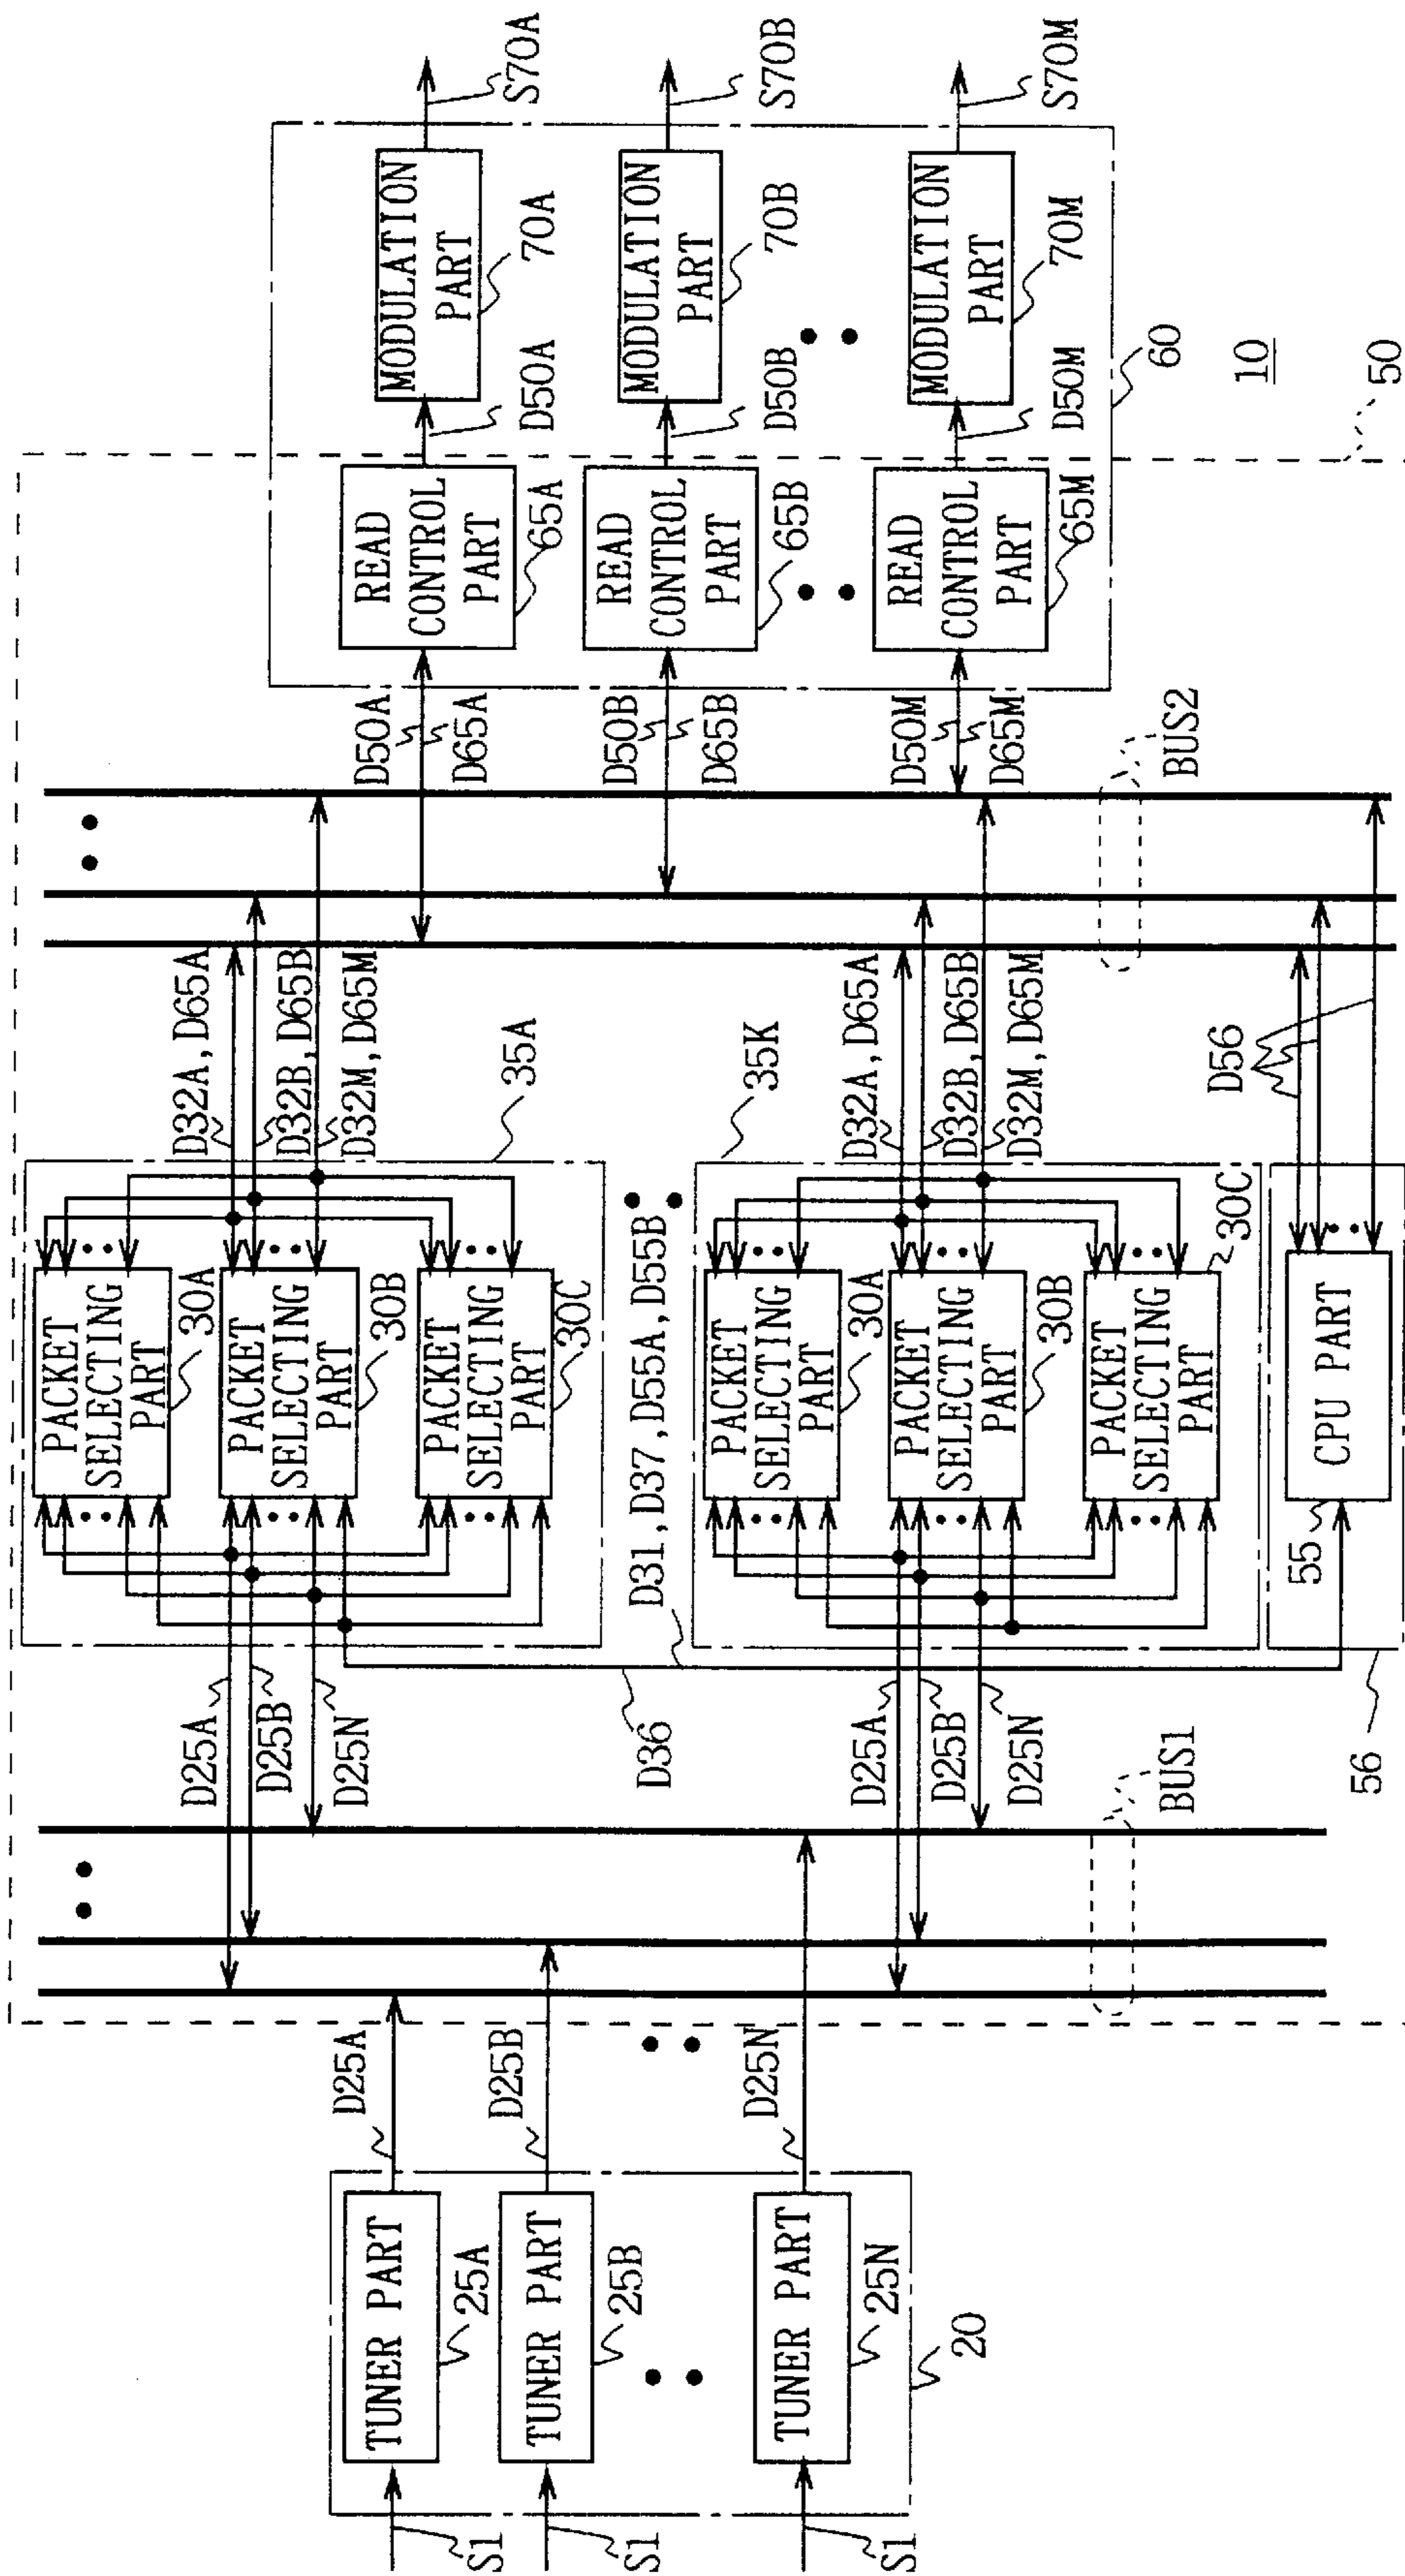 S1
S1
S1
TUNER PART
25A
TUNER PART
25B
TUNER PART
25N
20
D25A
D25B
D25N
BUS1
D25A
D25B
D25N
D36
D25A
D25B
D25N
D31, D37, D55A, D55B
PACKET
SELECTING
PART
30A
PACKET
SELECTING
PART
30B
PACKET
SELECTING
PART
30C
35A
PACKET
SELECTING
PART
30A
PACKET
SELECTING
PART
30B
PACKET
SELECTING
PART
30C
35K
CPU PART
55
56
D32A, D65A
D32B, D65B
D32M, D65M
D32A, D65A
D32B, D65B
D32M, D65M
D56
BUS2
D50A
D65A
D50B
D65B
D50M
D65M
READ
CONTROL
PART
65A
READ
CONTROL
PART
65B
READ
CONTROL
PART
65M
D50A
D50B
D50M
MODULATION
PART
70A
MODULATION
PART
70B
MODULATION
PART
70M
S70A
S70B
S70M
60
10
50